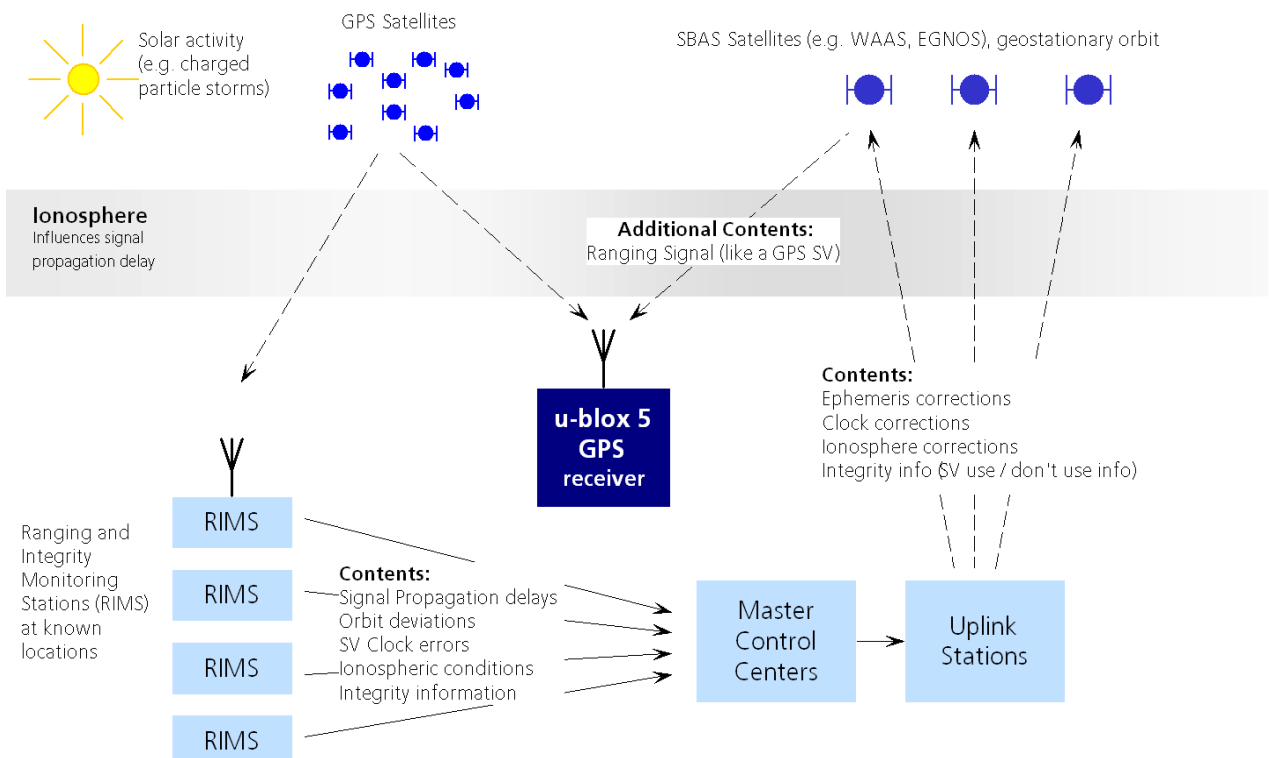 Solar activity
(e.g. charged
particle storms)
GPS Satellites
SBAS Satellites (e.g. WAAS, EGNOS), geostationary orbit
Ionosphere
Influences signal
propagation delay
Additional Contents:
Ranging Signal (like a GPS SV)
u-blox 5
GPS
receiver
Contents:
Ephemeris corrections
Clock corrections
Ionosphere corrections
Integrity info (SV use / don't use info)
Ranging and
Integrity
Monitoring
Stations (RIMS)
at known
locations
RIMS
RIMS
RIMS
RIMS
Contents:
Signal Propagation delays
Orbit deviations
SV Clock errors
Ionospheric conditions
Integrity information
Master
Control
Centers
Uplink
Stations